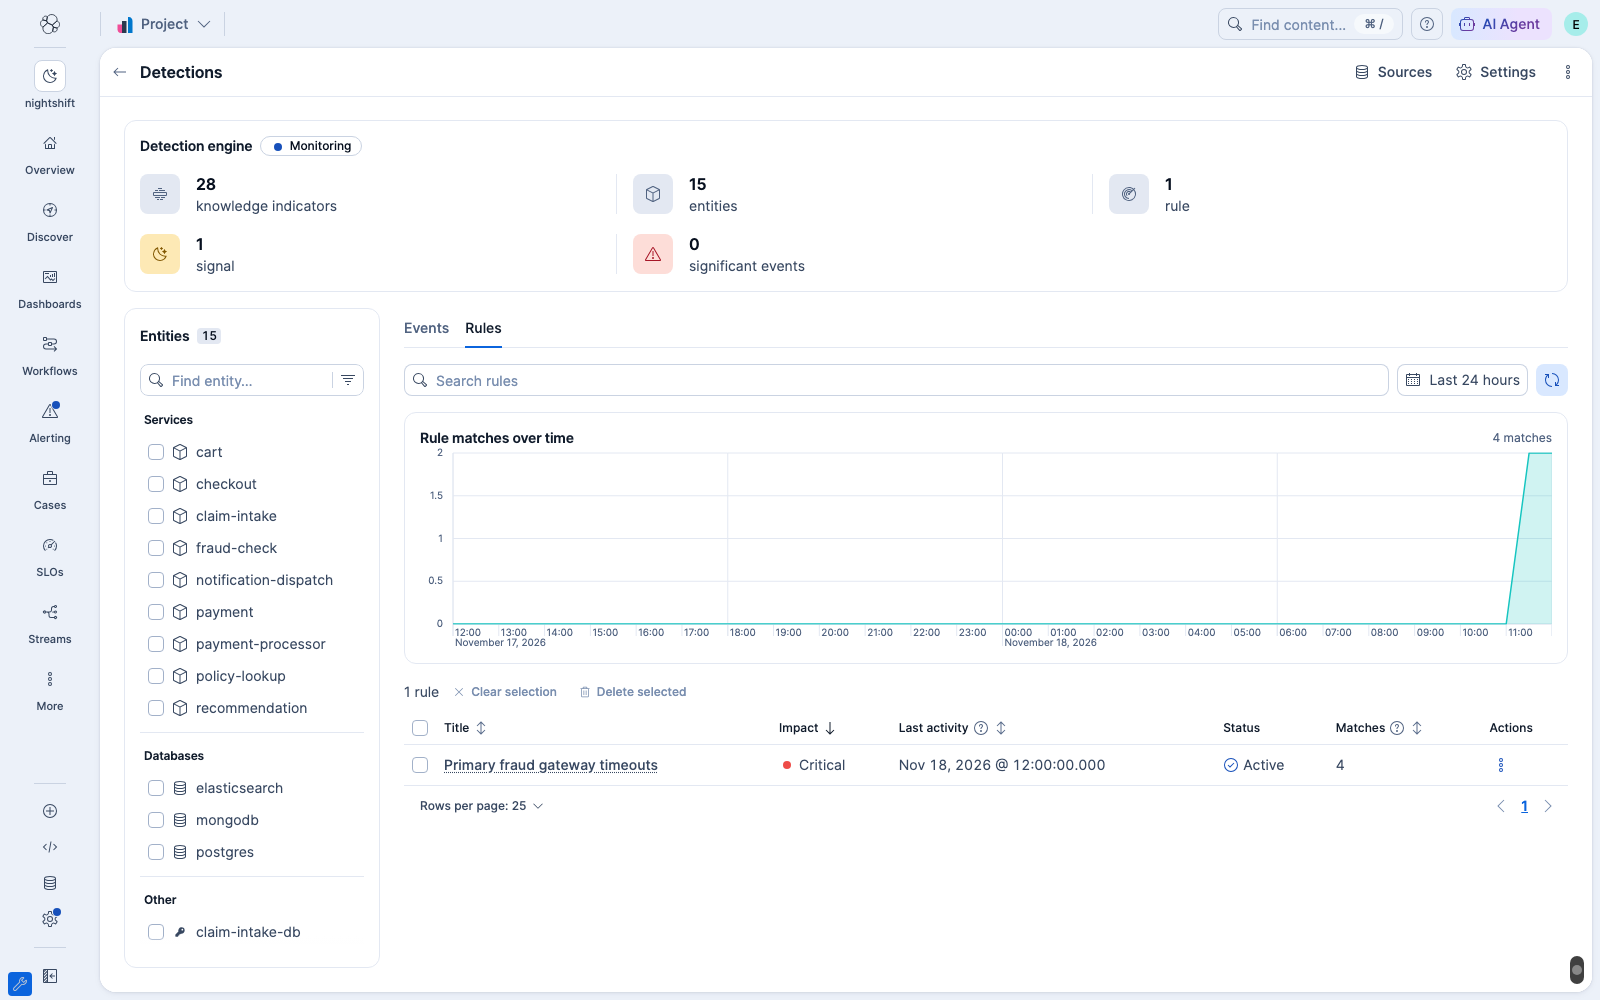 Project
Find content...
⌘ /
AI Agent
E
nightshift
Overview
Discover
Dashboards
Workflows
Alerting
Cases
SLOs
Streams
More
Detections
Sources
Settings
Detection engine
Monitoring
28
knowledge indicators
15
entities
1
rule
1
signal
0
significant events
Entities 15
Find entity...
Services
cart
checkout
claim-intake
fraud-check
notification-dispatch
payment
payment-processor
policy-lookup
recommendation
Databases
elasticsearch
mongodb
postgres
Other
claim-intake-db
Events
Rules
Search rules
Last 24 hours
Rule matches over time
4 matches
2
1.5
1
0.5
0
12:00 13:00 14:00 15:00 16:00 17:00 18:00 19:00 20:00 21:00 22:00 23:00 00:00 01:00 02:00 03:00 04:00 05:00 06:00 07:00 08:00 09:00 10:00 11:00
November 17, 2026 November 18, 2026
1 rule Clear selection Delete selected
Title Impact Last activity Status Matches Actions
Primary fraud gateway timeouts Critical Nov 18, 2026 @ 12:00:00.000 Active 4
Rows per page: 25
1